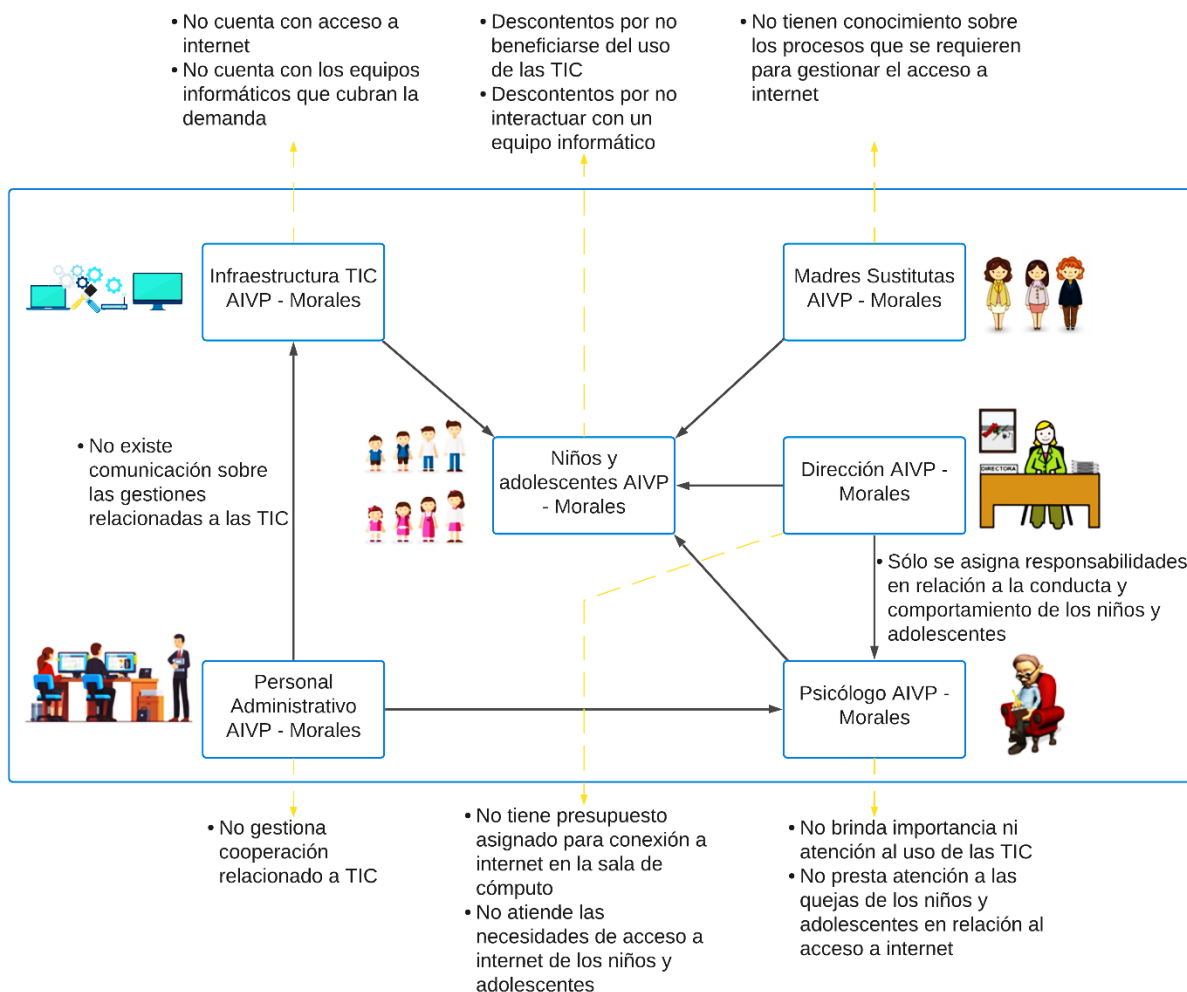 • No cuenta con acceso a
internet
• No cuenta con los equipos
informáticos que cubran la
demanda
• Descontentos por no
beneficiarse del uso
de las TIC
• Descontentos por no
interactuar con un
equipo informático
• No tienen conocimiento sobre
los procesos que se requieren
para gestionar el acceso a
internet
Infraestructura TIC
AIVP - Morales
Madres Sustitutas
AIVP - Morales
• No existe
comunicación sobre
las gestiones
relacionadas a las TIC
Niños y
adolescentes AIVP
- Morales
Dirección AIVP -
Morales
DIRECTORA
• Sólo se asigna responsabilidades
en relación a la conducta y
comportamiento de los niños y
adolescentes
Personal
Administrativo
AIVP - Morales
Psicólogo AIVP -
Morales
• No gestiona
cooperación
relacionado a TIC
• No tiene presupuesto
asignado para conexión a
internet en la sala de
cómputo
• No atiende las
necesidades de acceso a
internet de los niños y
adolescentes
• No brinda importancia ni
atención al uso de las TIC
• No presta atención a las
quejas de los niños y
adolescentes en relación al
acceso a internet